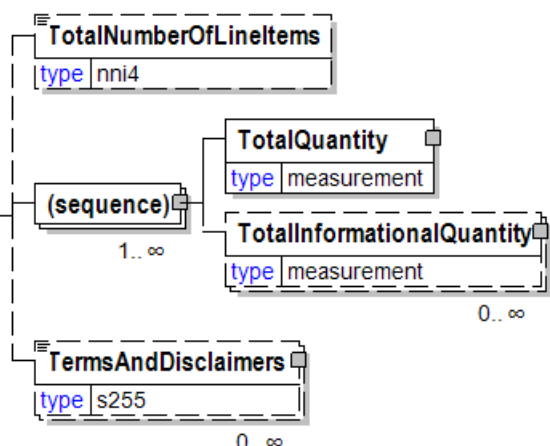 TotalNumberOfLineItems
type nni4
TotalQuantity
type measurement
(sequence)
1.. ∞
TotalInformationalQuantity
type measurement
0.. ∞
TermsAndDisclaimers
type s255
0.. ∞